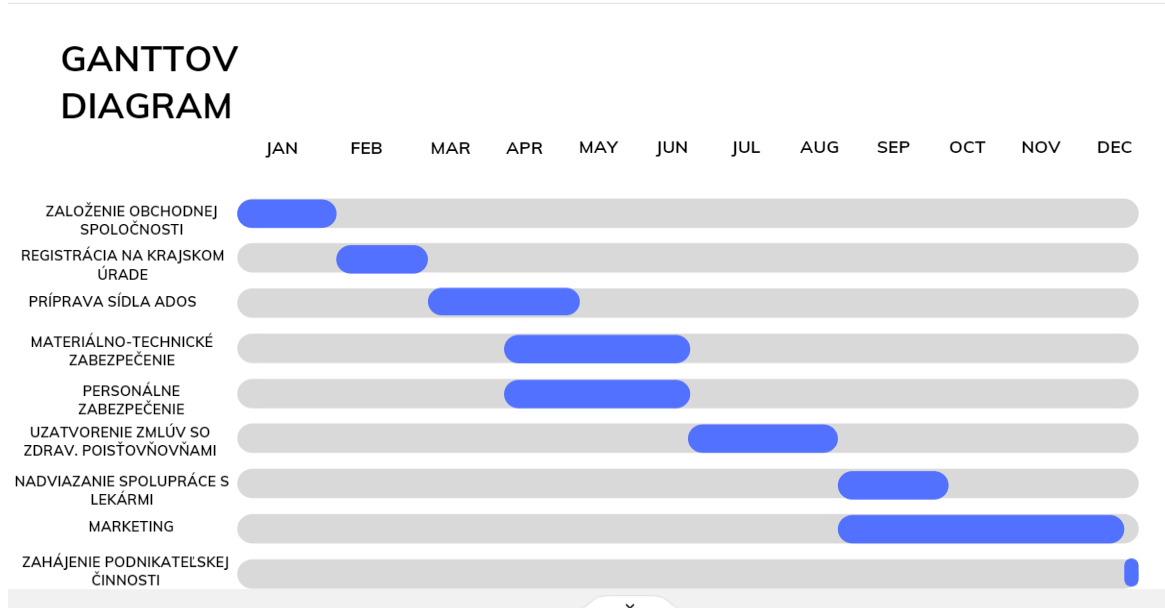 GANTTOV
DIAGRAM
JAN FEB MAR APR MAY JUN JUL AUG SEP OCT NOV DEC
ZALOŽENIE OBCHODNEJ
SPOLOČNOSTI
REGISTRÁCIA NA KRAJSKOM
ÚRADE
PRÍPRAVA SÍDLA ADOS
MATERIÁLNO-TECHNICKÉ
ZABEZPEČENIE
PERSONÁLNE
ZABEZPEČENIE
UZATVORENIE ZMLÚV SO
ZDRAV. POISŤOVŇOVŇAMI
NADVIAZANIE SPOLUPRÁCE S
LEKÁRMI
MARKETING
ZAHÁJENIE PODNIKATEĽSKEJ
ČINNOSTI